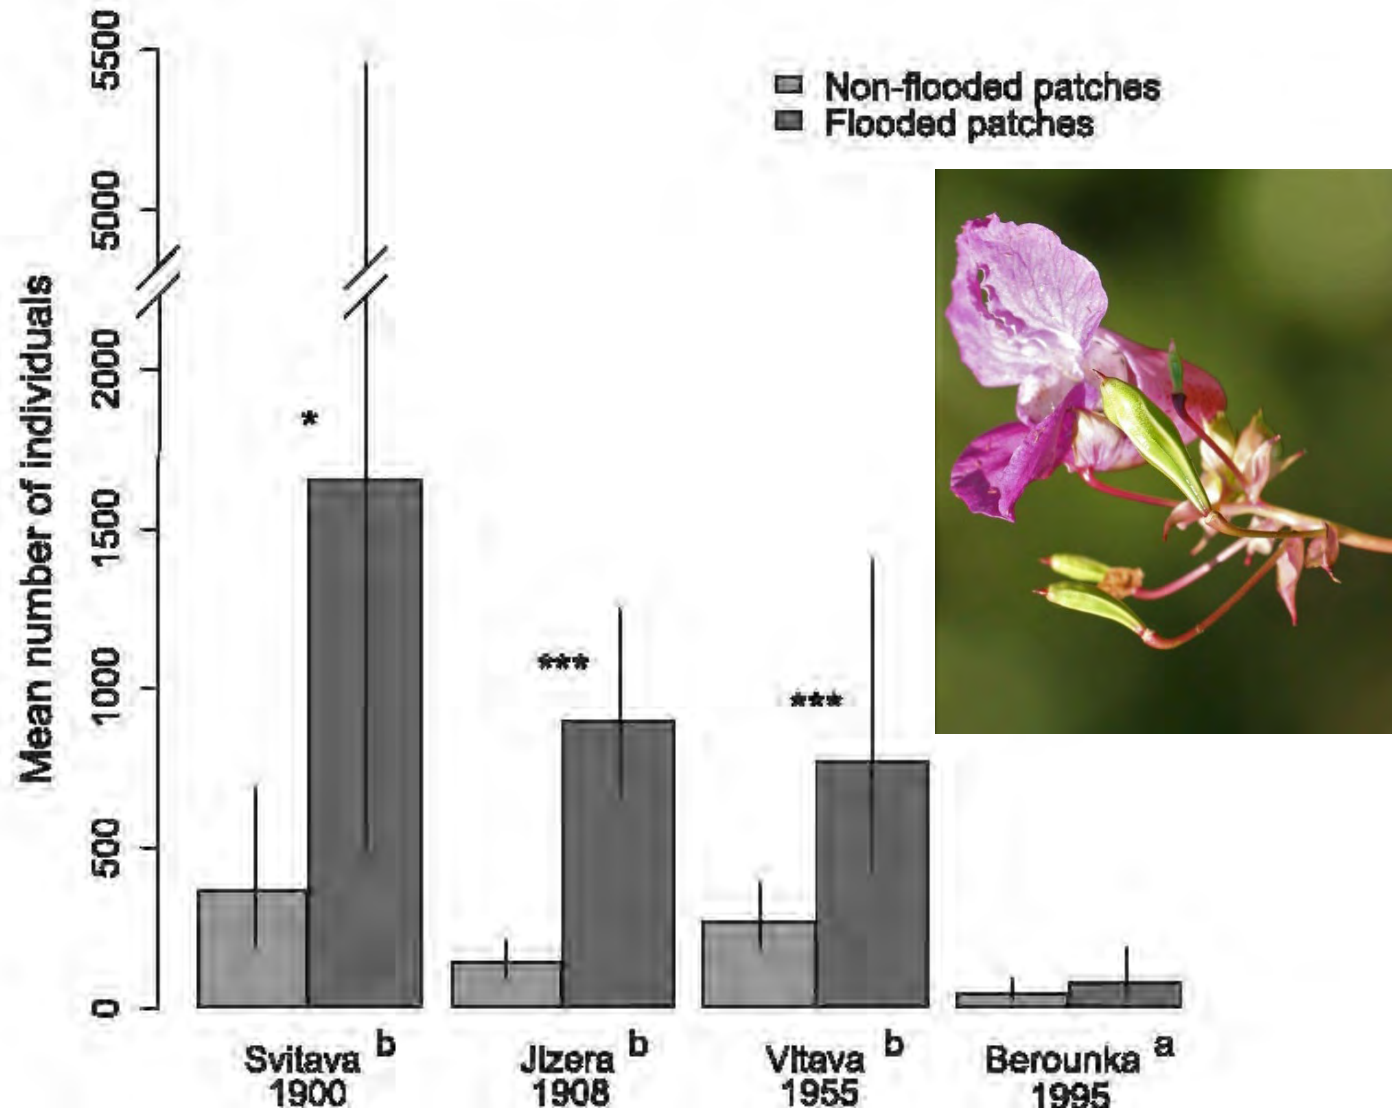 Mean number of individuals
5500
5000
2000
1500
1000
500
0
Non-flooded patches
Flooded patches
*
***
***
Svitava b
1900
Jizera b
1908
Vltava b
1955
Berounka a
1995